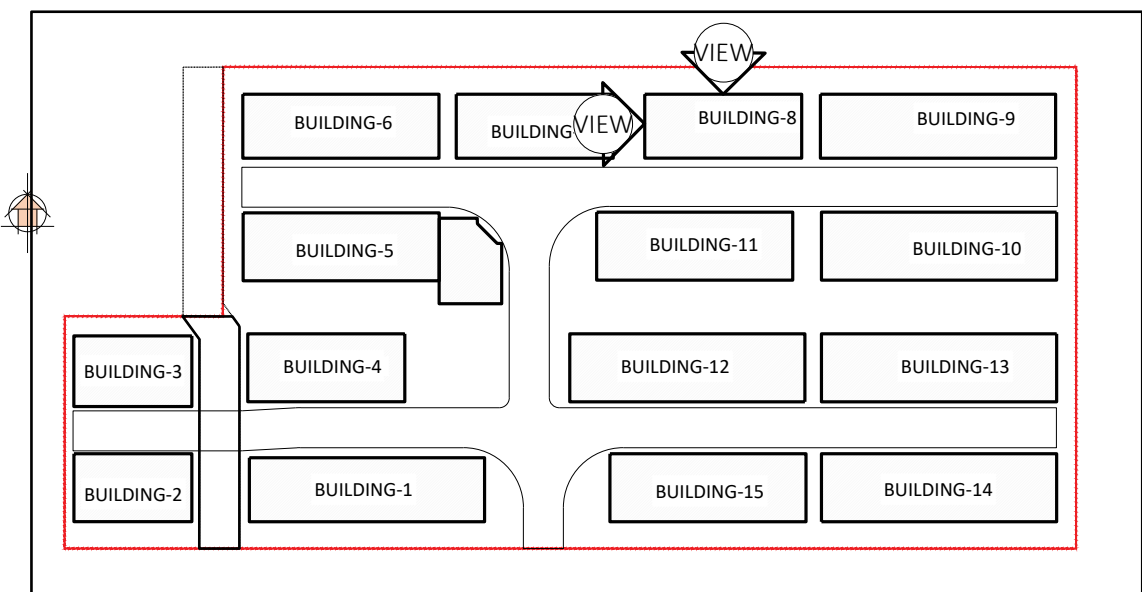 VIEW
BUILDING-6
BUILDING
VIEW
BUILDING-8
BUILDING-9
BUILDING-5
BUILDING-11
BUILDING-10
BUILDING-3
BUILDING-4
BUILDING-12
BUILDING-13
BUILDING-2
BUILDING-1
BUILDING-15
BUILDING-14